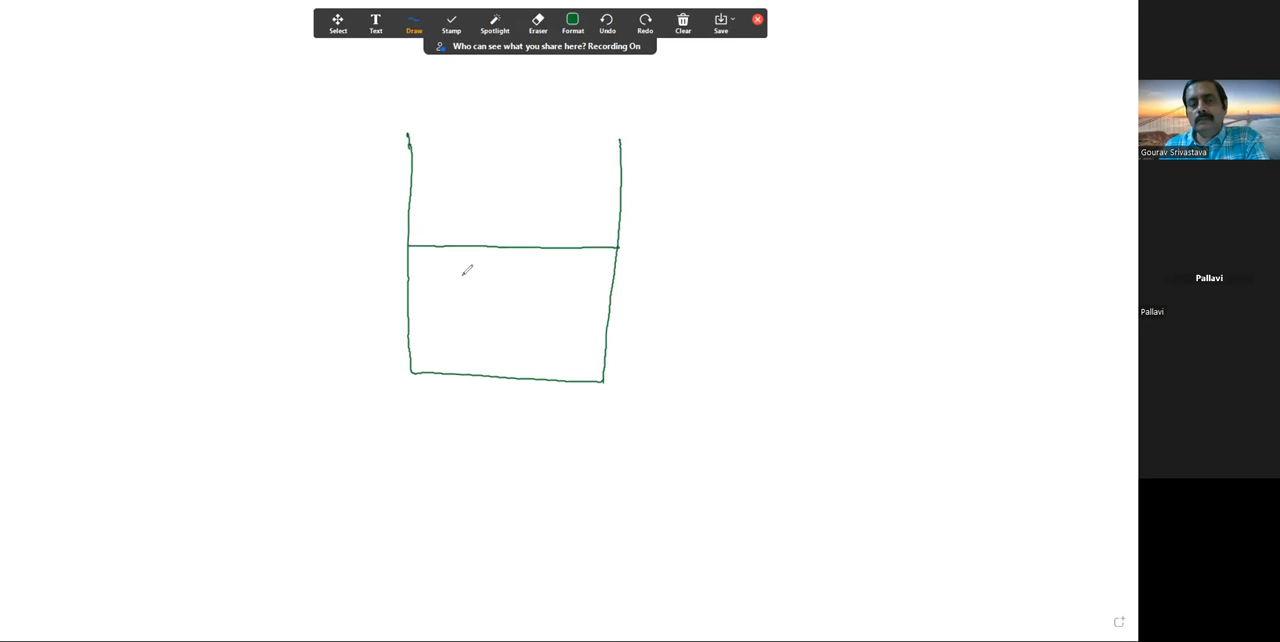 Select Text Draw Stamp Spotlight Eraser Format Undo Redo Clear Save
Who can see what you share here? Recording On
Gourav Srivastava
Pallavi
Pallavi